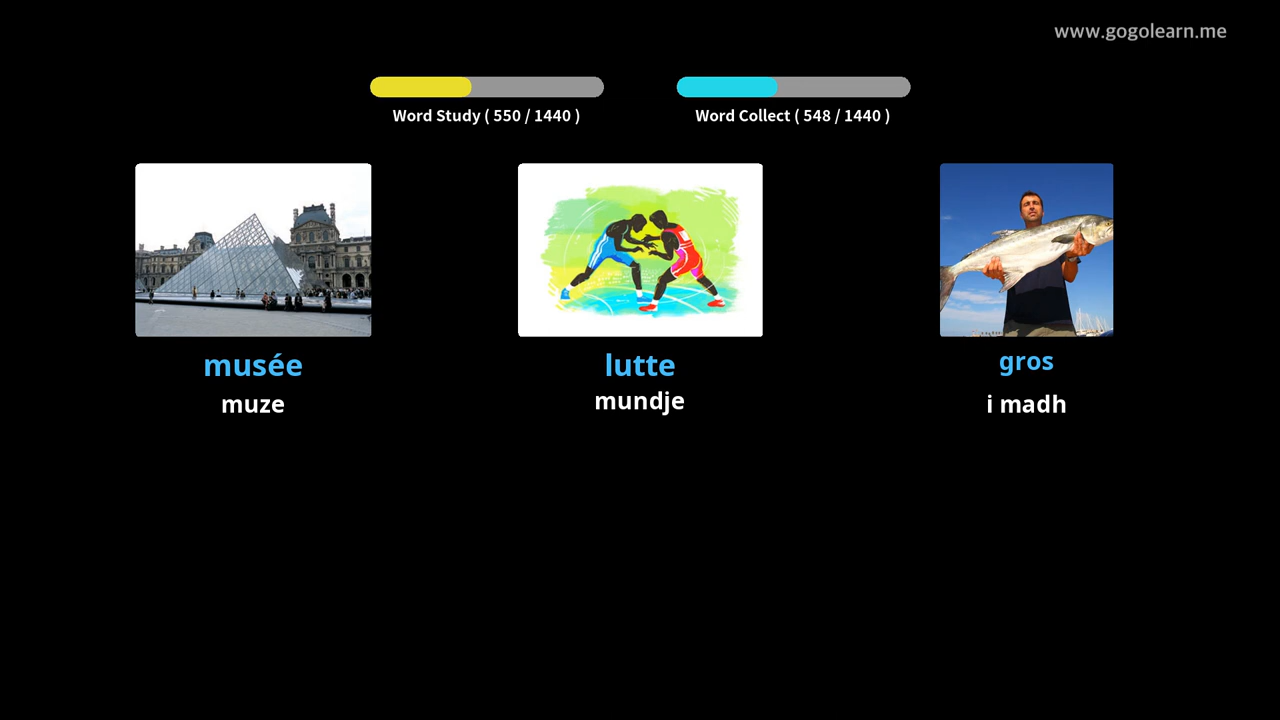 www.gogolearn.me
Word Study ( 550 / 1440 )
Word Collect ( 548 / 1440 )
musée
lutte
gros
muze
mundje
i madh